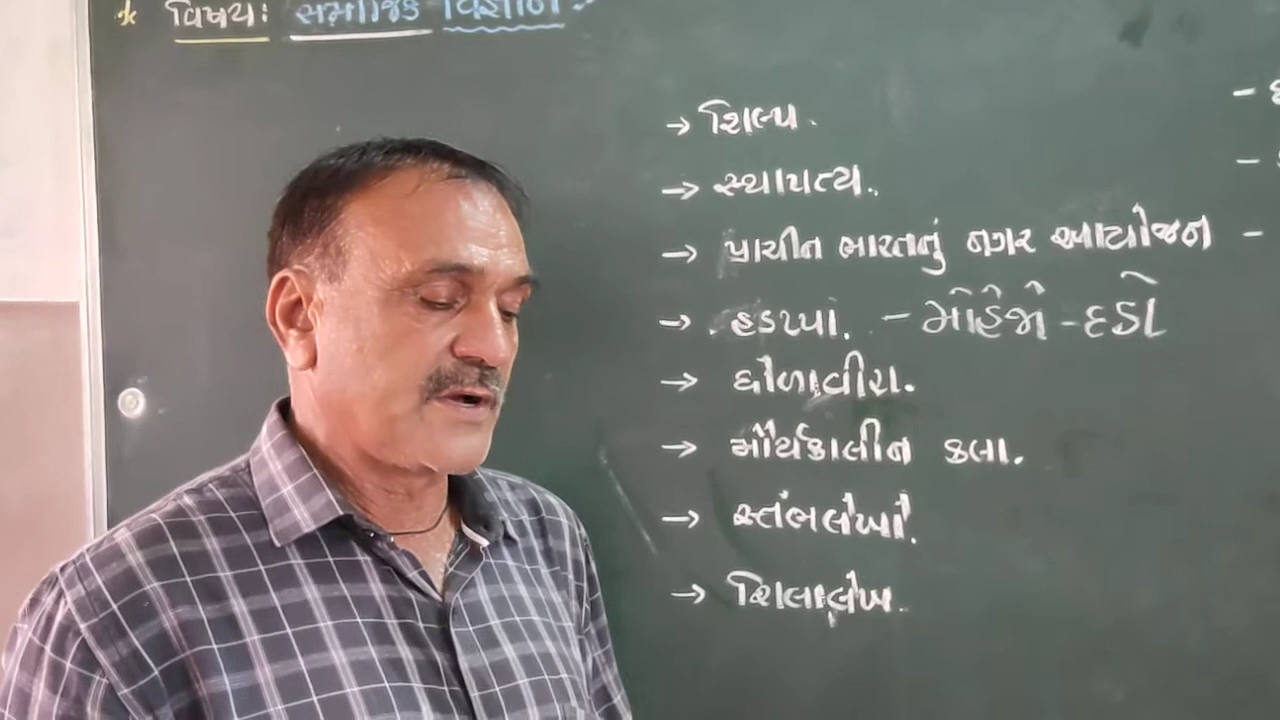 * વિષય: સમાજિક વિજ્ઞાન :-
→ શિલ્પ.
→ સ્થાપત્ય.
→ પ્રાચીન ભારતનું નગર આયોજન -
→ હડપ્પા. - મોહેંજો - દડો
→ ધોળાવીરા.
→ મૌર્યકાલીન કલા.
→ સ્તંભલેખો.
→ શિલાલેખ.